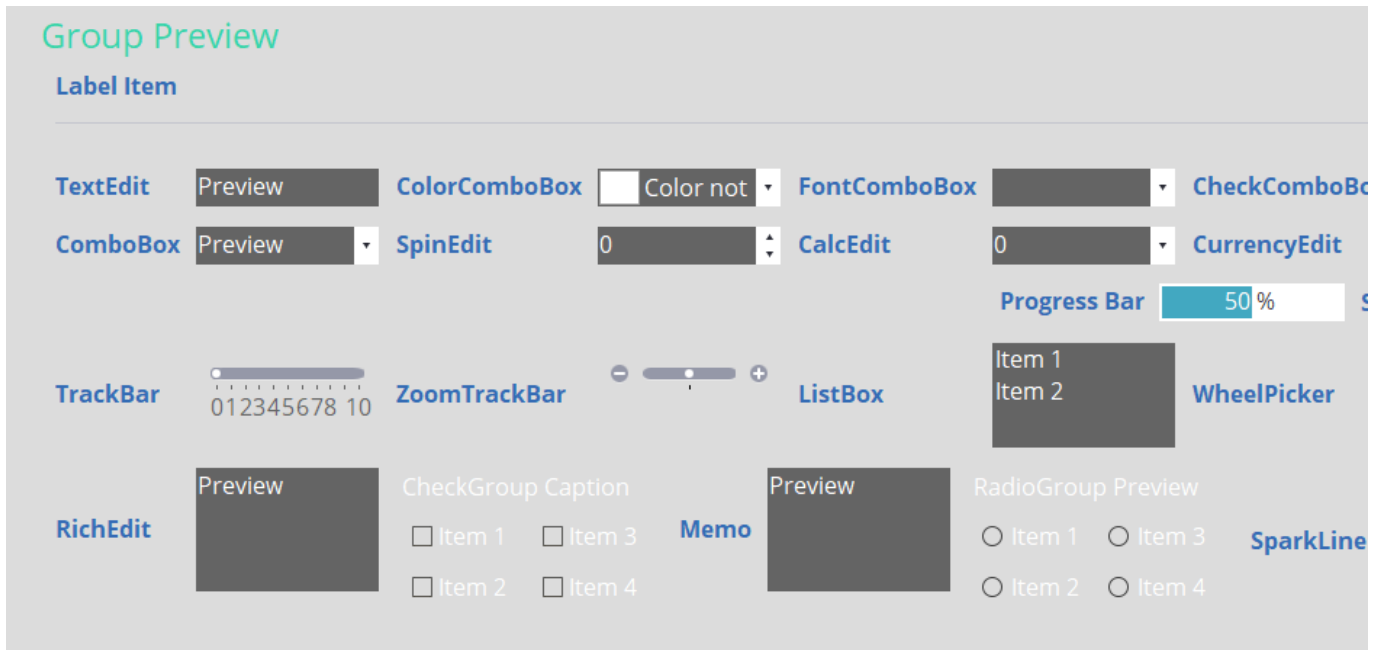 Group Preview
Label Item
TextEdit Preview ColorComboBox Color not FontComboBox CheckComboBo
ComboBox Preview SpinEdit 0 CalcEdit 0 CurrencyEdit
Progress Bar 50 % S
TrackBar 012345678 10 ZoomTrackBar ListBox Item 1 WheelPicker
Item 2
RichEdit Preview CheckGroup Caption Memo Preview RadioGroup Preview SparkLine
Item 1 Item 3 Item 1 Item 3
Item 2 Item 4 Item 2 Item 4